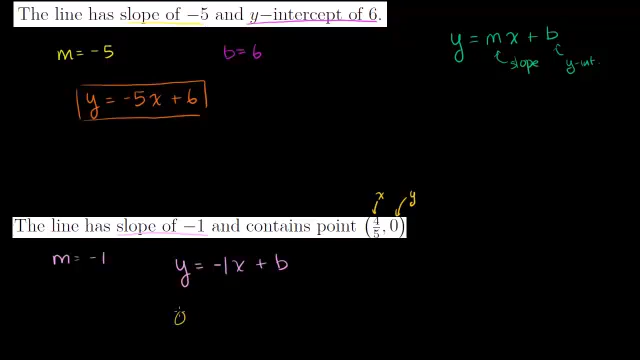 The line has slope of −5 and y−intercept of 6.
m = -5
b = 6
y = mx + b
slope
y-int.
y = -5x + 6
x
y
The line has slope of −1 and contains point (4/5, 0)
m = -1
y = -1x + b
0